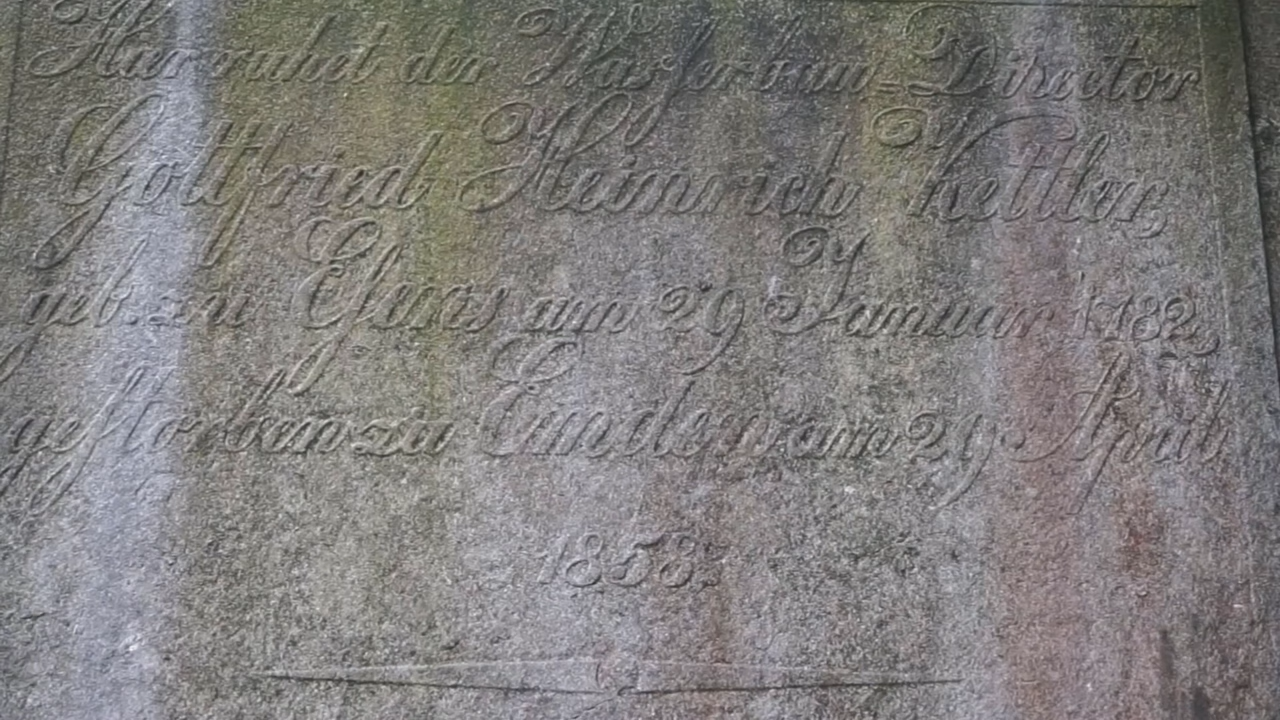 Hier ruhet der Wasserbau-Director
Gottfried Heinrich Kettler,
geb. zu am 29 Januar 1782,
gestorben zu Emden am 29 April
1858.